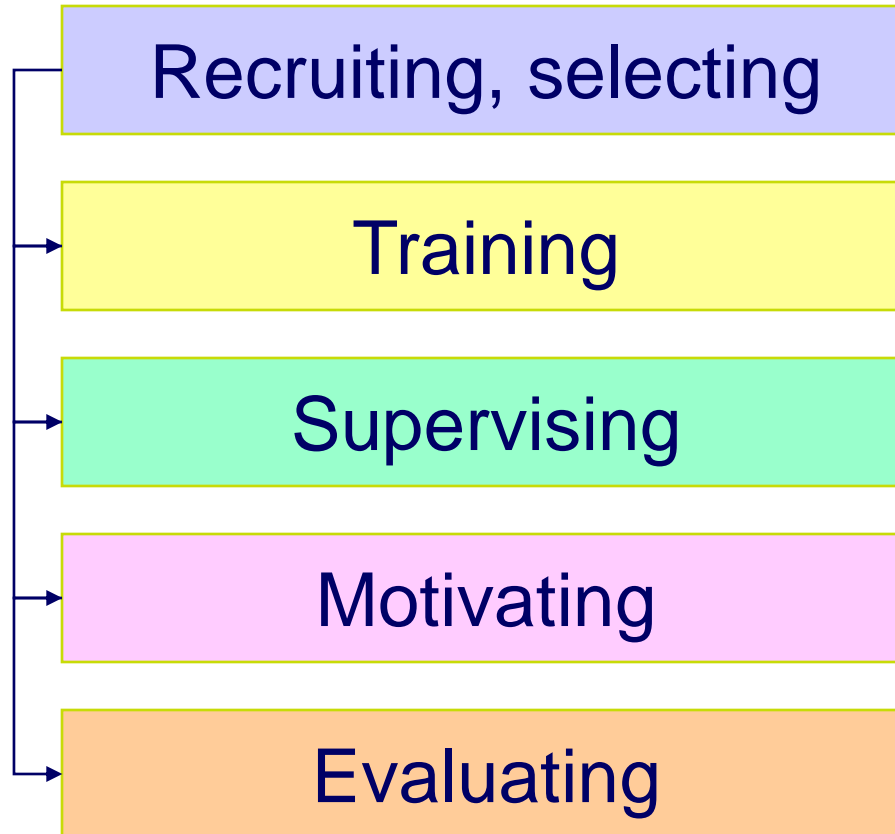 Recruiting, selecting
Training
Supervising
Motivating
Evaluating